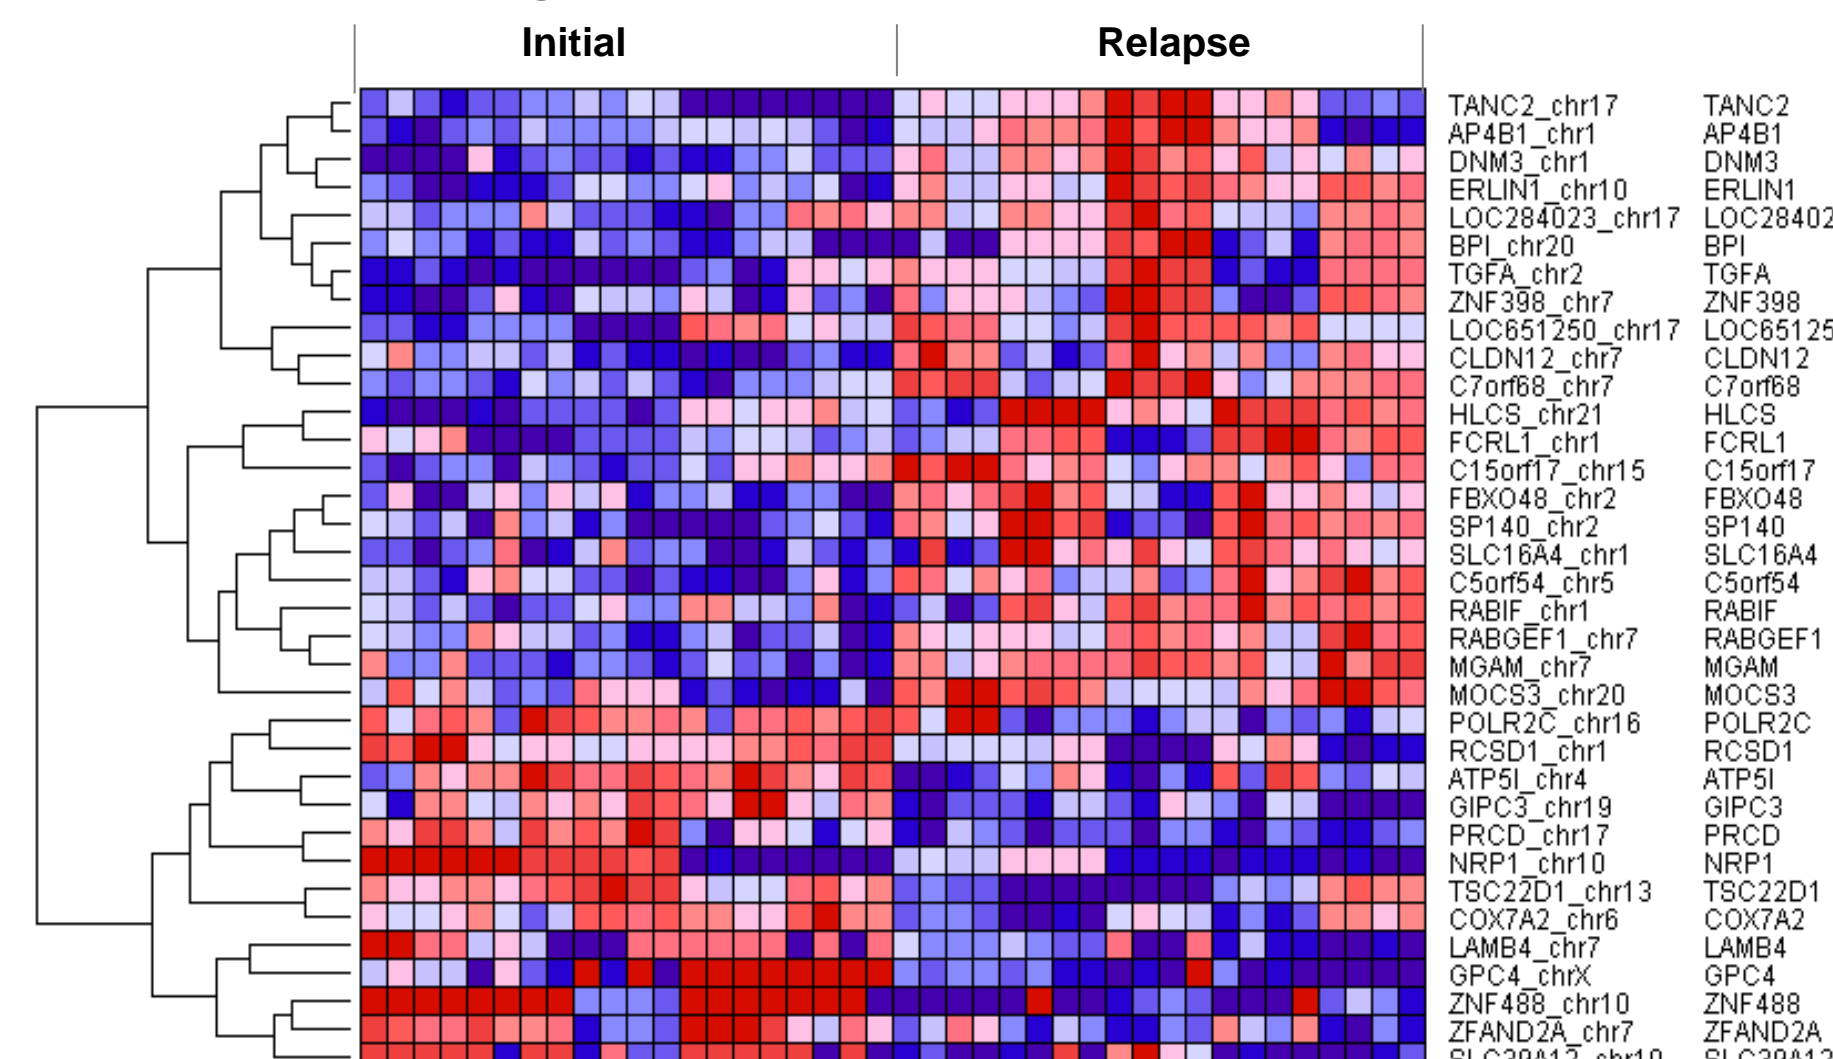 Initial Relapse
TANC2_chr17 TANC2
AP4B1_chr1 AP4B1
DNM3_chr1 DNM3
ERLIN1_chr10 ERLIN1
LOC284023_chr17 LOC28402
BPI_chr20 BPI
TGFA_chr2 TGFA
ZNF398_chr7 ZNF398
LOC651250_chr17 LOC65125
CLDN12_chr7 CLDN12
C7orf68_chr7 C7orf68
HLCS_chr21 HLCS
FCRL1_chr1 FCRL1
C15orf17_chr15 C15orf17
FBXO48_chr2 FBXO48
SP140_chr2 SP140
SLC16A4_chr1 SLC16A4
C5orf54_chr5 C5orf54
RABIF_chr1 RABIF
RABGEF1_chr7 RABGEF1
MGAM_chr7 MGAM
MOCS3_chr20 MOCS3
POLR2C_chr16 POLR2C
RCSD1_chr1 RCSD1
ATP5I_chr4 ATP5I
GIPC3_chr19 GIPC3
PRCD_chr17 PRCD
NRP1_chr10 NRP1
TSC22D1_chr13 TSC22D1
COX7A2_chr6 COX7A2
LAMB4_chr7 LAMB4
GPC4_chrX GPC4
ZNF488_chr10 ZNF488
ZFAND2A_chr7 ZFAND2A